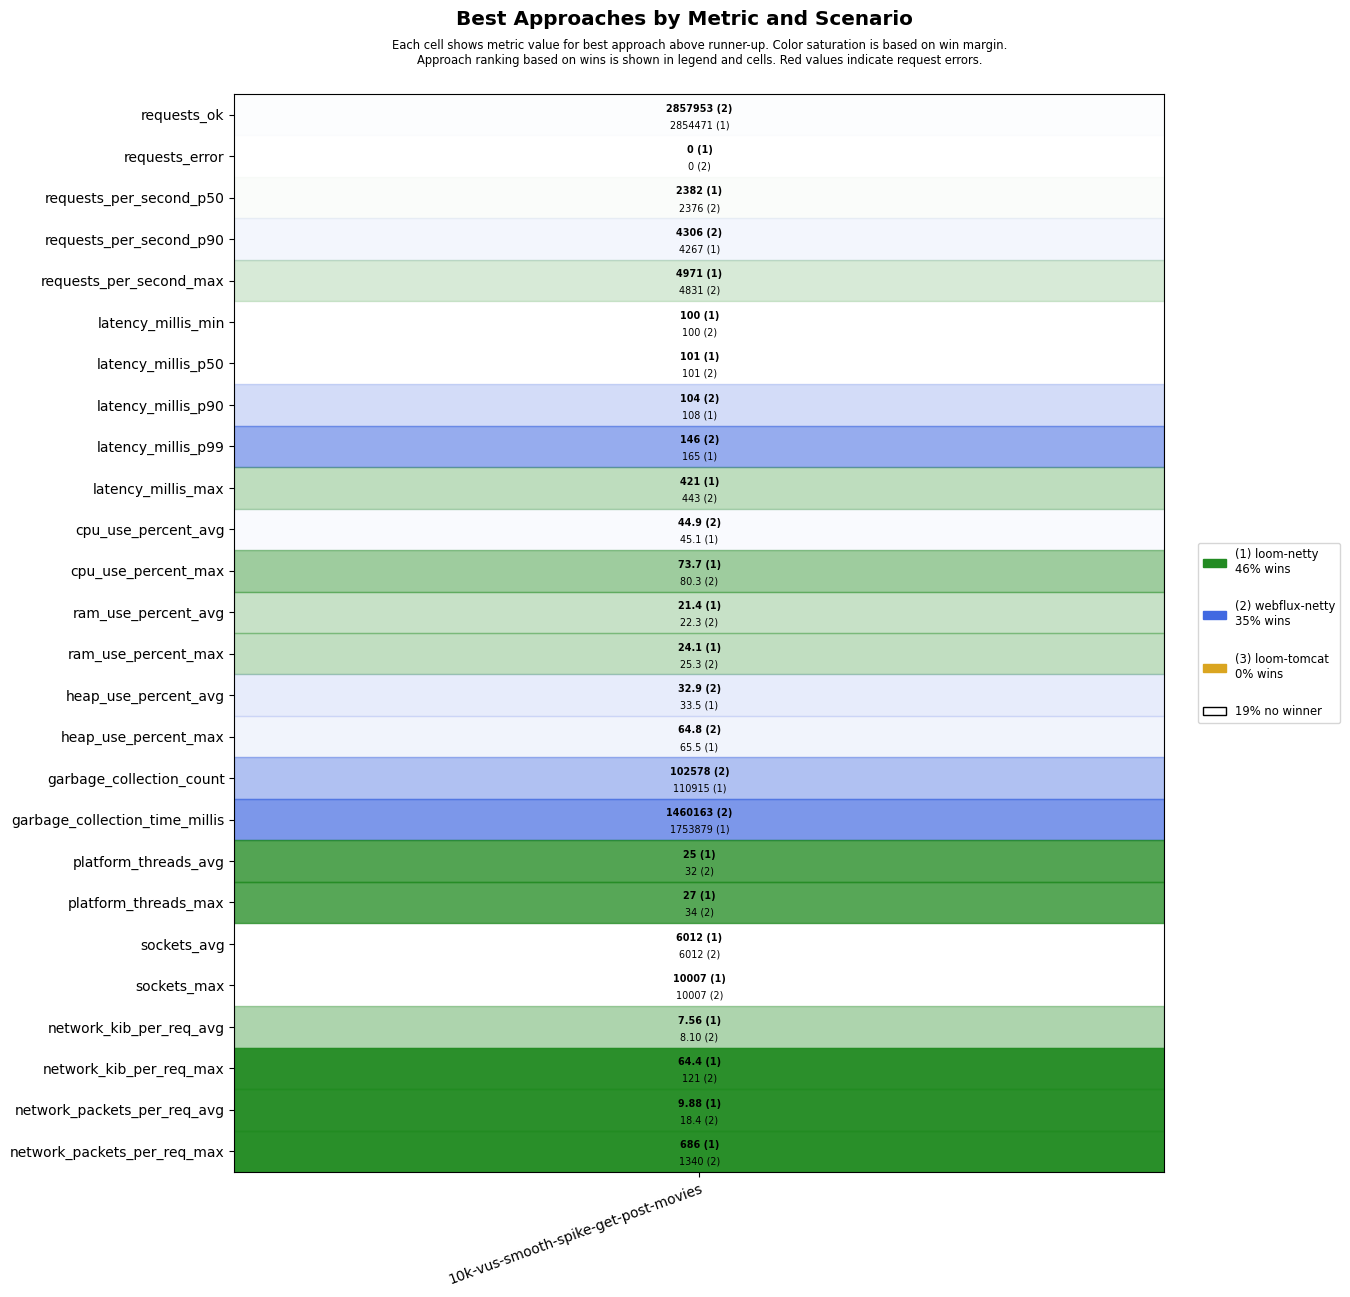 Best Approaches by Metric and Scenario
Each cell shows metric value for best approach above runner-up. Color saturation is based on win margin.
Approach ranking based on wins is shown in legend and cells. Red values indicate request errors.
requests_ok
2857953 (2)
2854471 (1)
requests_error
0 (1)
0 (2)
requests_per_second_p50
2382 (1)
2376 (2)
requests_per_second_p90
4306 (2)
4267 (1)
requests_per_second_max
4971 (1)
4831 (2)
latency_millis_min
100 (1)
100 (2)
latency_millis_p50
101 (1)
101 (2)
latency_millis_p90
104 (2)
108 (1)
latency_millis_p99
146 (2)
165 (1)
latency_millis_max
421 (1)
443 (2)
cpu_use_percent_avg
44.9 (2)
45.1 (1)
cpu_use_percent_max
73.7 (1)
80.3 (2)
ram_use_percent_avg
21.4 (1)
22.3 (2)
ram_use_percent_max
24.1 (1)
25.3 (2)
heap_use_percent_avg
32.9 (2)
33.5 (1)
heap_use_percent_max
64.8 (2)
65.5 (1)
garbage_collection_count
102578 (2)
110915 (1)
garbage_collection_time_millis
1460163 (2)
1753879 (1)
platform_threads_avg
25 (1)
32 (2)
platform_threads_max
27 (1)
34 (2)
sockets_avg
6012 (1)
6012 (2)
sockets_max
10007 (1)
10007 (2)
network_kib_per_req_avg
7.56 (1)
8.10 (2)
network_kib_per_req_max
64.4 (1)
121 (2)
network_packets_per_req_avg
9.88 (1)
18.4 (2)
network_packets_per_req_max
686 (1)
1340 (2)
10k-vus-smooth-spike-get-post-movies
(1) loom-netty
46% wins
(2) webflux-netty
35% wins
(3) loom-tomcat
0% wins
19% no winner